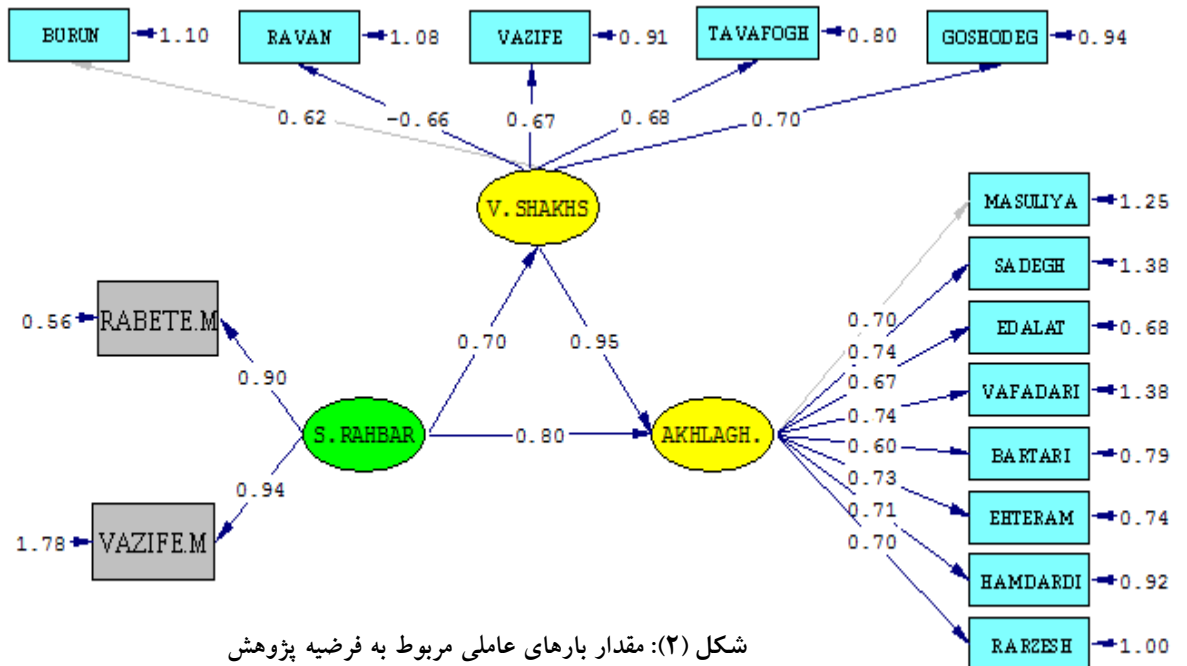 BURUN 1.10 RAVAN 1.08 VAZIFE 0.91 TAVAFOGH 0.80 GOSHODEG 0.94
0.62 -0.66 0.67 0.68 0.70
V.SHAKHS
MASULIYA 1.25
SADEGH 1.38
EDALAT 0.68
VAFADARI 1.38
BARTARI 0.79
EHTERAM 0.74
HAMDARDI 0.92
RARZESH 1.00
0.70
0.74
0.67
0.74
0.60
0.73
0.71
0.70
0.56 RABETE.M
0.90
0.70 0.95
S.RAHBAR 0.80 AKHLAGH.
0.94
1.78 VAZIFE.M
شکل (۲): مقدار بارهای عاملی مربوط به فرضیه پژوهش